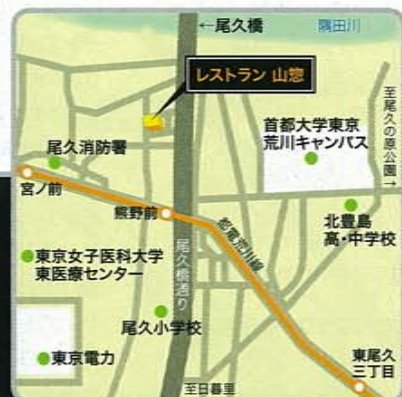 ←尾久橋
隅田川
レストラン 山惣
至尾久の原公園→
首都大学東京
荒川キャンパス
尾久消防署
宮ノ前
熊野前
北豊島
高・中学校
都電荒川線
尾久橋通り
東京女子医科大学
東医療センター
尾久小学校
東京電力
東尾久
三丁目
至日暮里